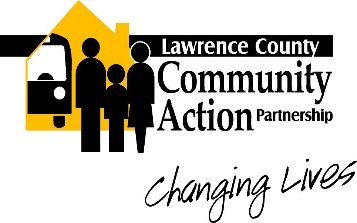 Lawrence County
Community
Action Partnership
Changing Lives